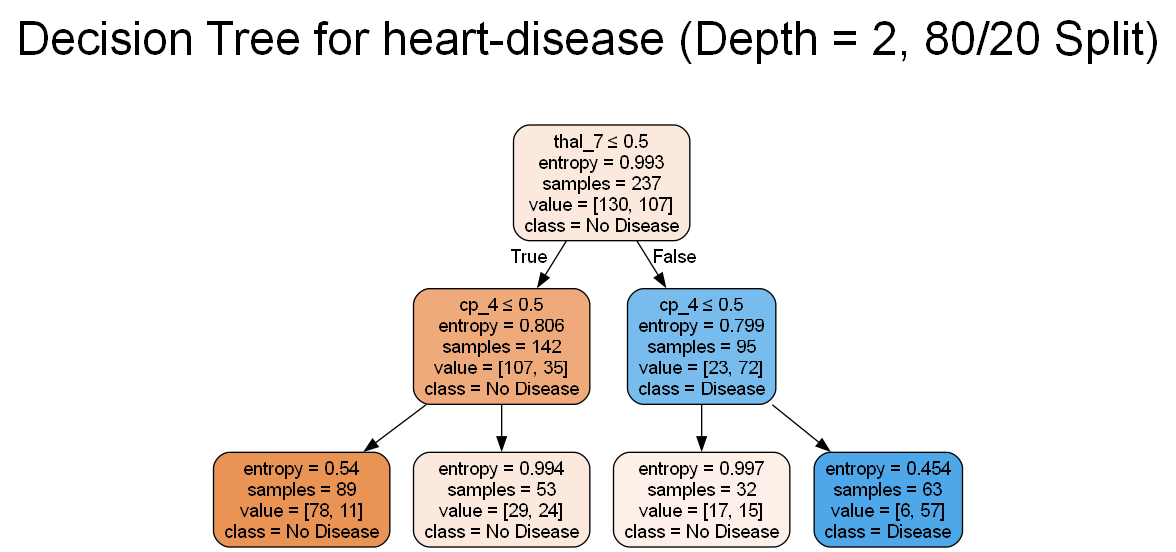 Decision Tree for heart-disease (Depth = 2, 80/20 Split)
thal_7 ≤ 0.5
entropy = 0.993
samples = 237
value = [130, 107]
class = No Disease
True
False
cp_4 ≤ 0.5
entropy = 0.806
samples = 142
value = [107, 35]
class = No Disease
cp_4 ≤ 0.5
entropy = 0.799
samples = 95
value = [23, 72]
class = Disease
entropy = 0.54
samples = 89
value = [78, 11]
class = No Disease
entropy = 0.994
samples = 53
value = [29, 24]
class = No Disease
entropy = 0.997
samples = 32
value = [17, 15]
class = No Disease
entropy = 0.454
samples = 63
value = [6, 57]
class = Disease